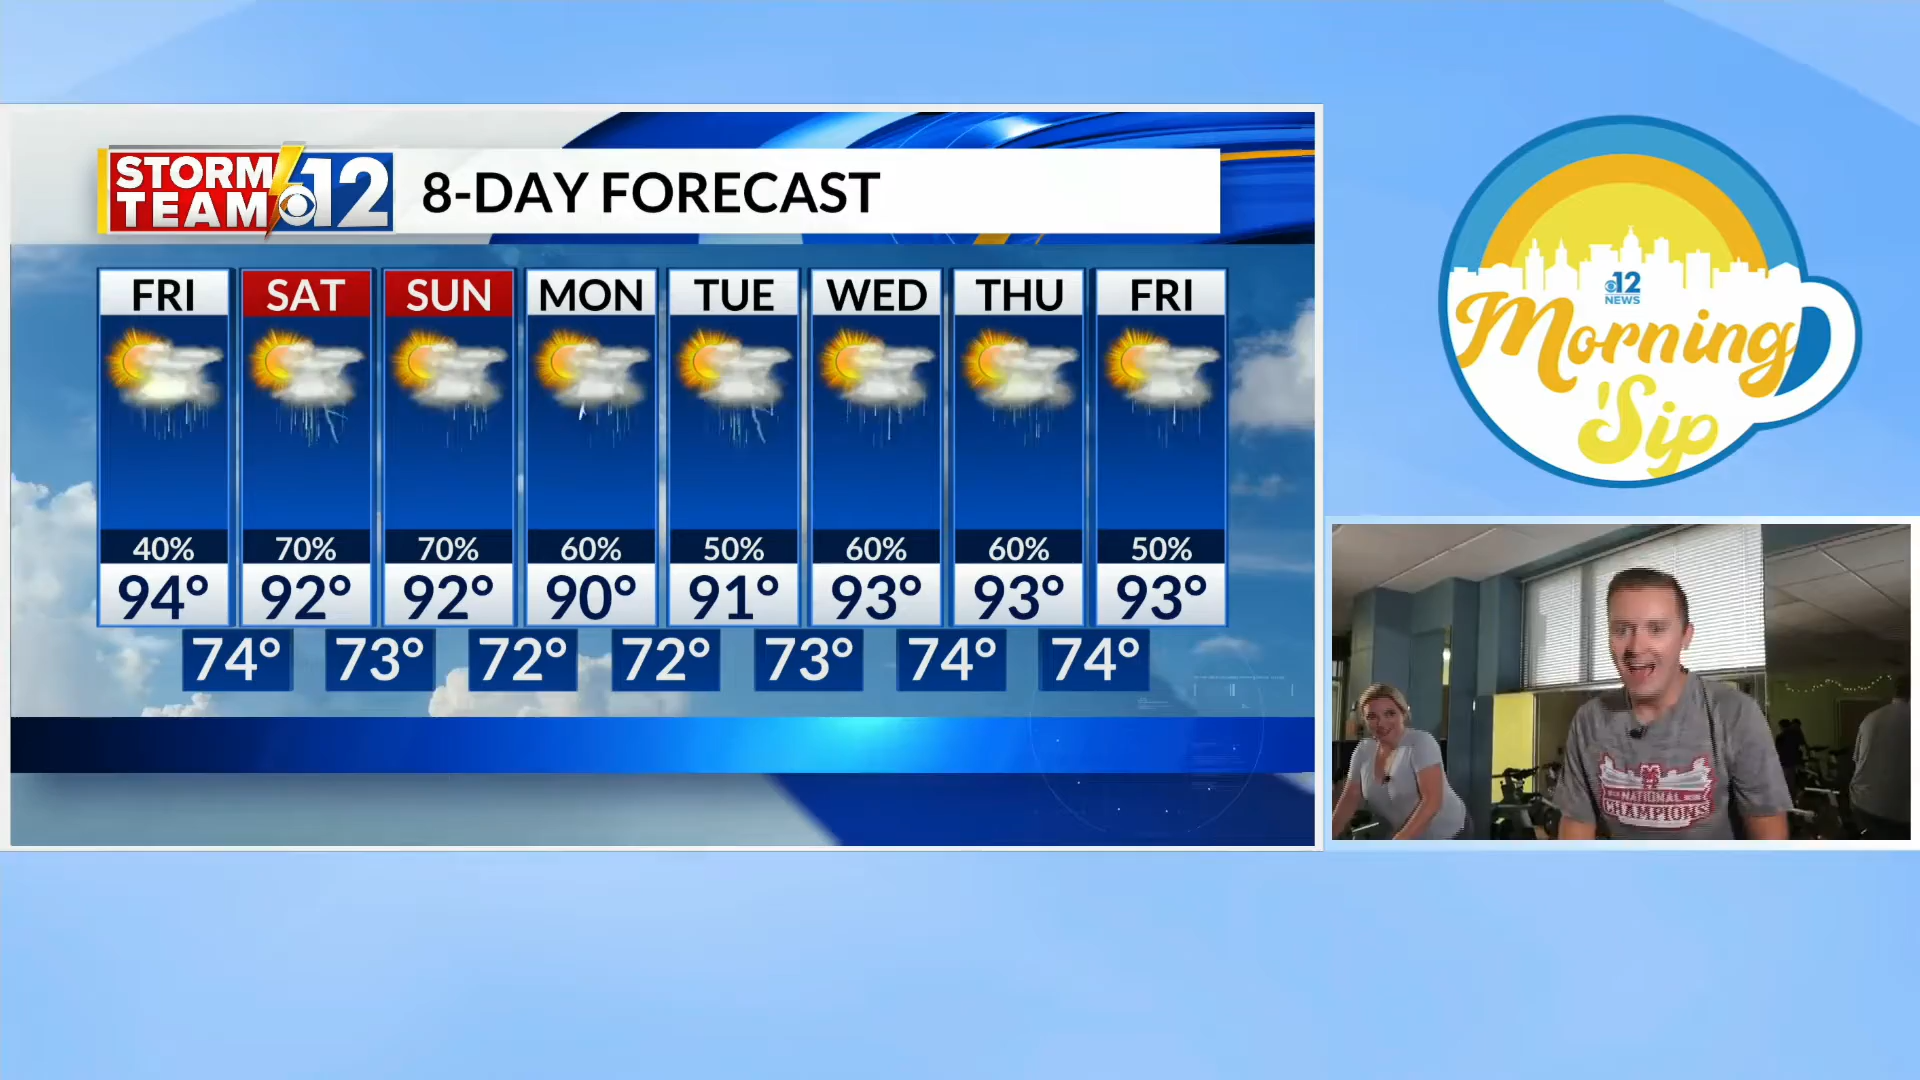 STORM
TEAM
12
8-DAY FORECAST
FRI SAT SUN MON TUE WED THU FRI
40% 70% 70% 60% 50% 60% 60% 50%
94° 92° 92° 90° 91° 93° 93° 93°
74° 73° 72° 72° 73° 74° 74°
12
NEWS
Morning
'Sip
M
NATIONAL
CHAMPIONS